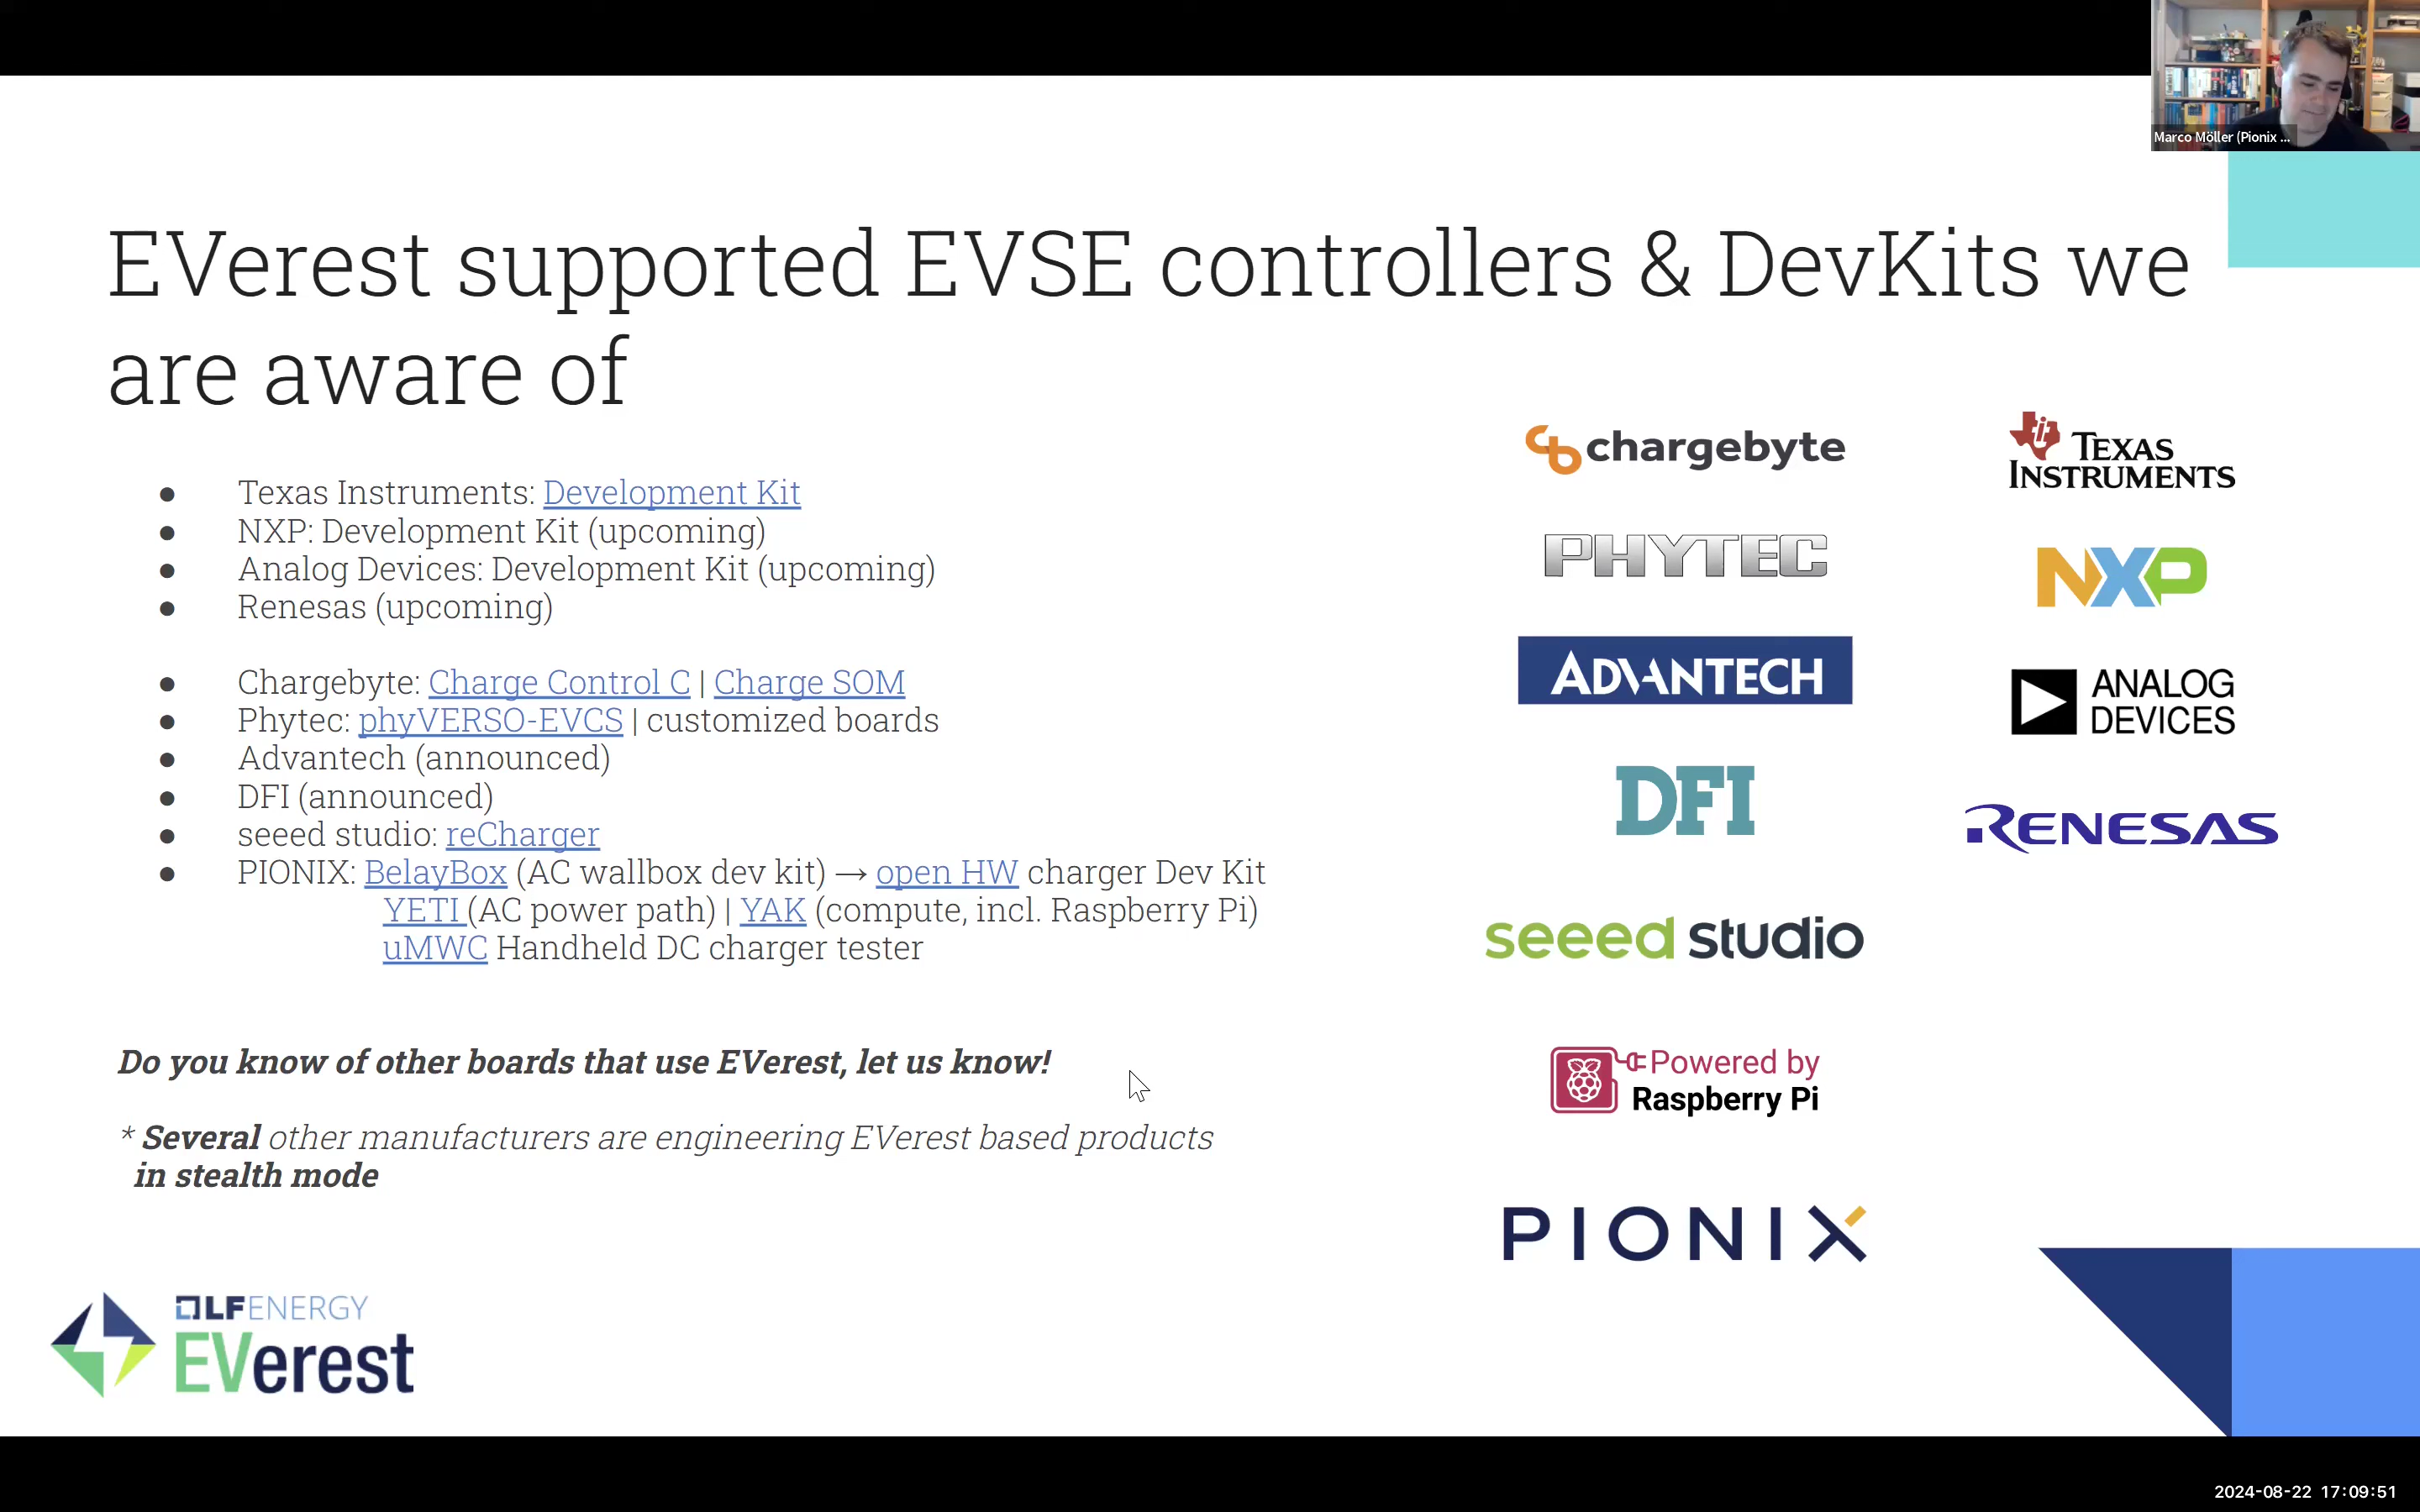 Marco Möller (Pionix ...
EVerest supported EVSE controllers & DevKits we
are aware of
● Texas Instruments: Development Kit
● NXP: Development Kit (upcoming)
● Analog Devices: Development Kit (upcoming)
● Renesas (upcoming)
● Chargebyte: Charge Control C | Charge SOM
● Phytec: phyVERSO-EVCS | customized boards
● Advantech (announced)
● DFI (announced)
● seeed studio: reCharger
● PIONIX: BelayBox (AC wallbox dev kit) → open HW charger Dev Kit
YETI (AC power path) | YAK (compute, incl. Raspberry Pi)
uMWC Handheld DC charger tester
Do you know of other boards that use EVerest, let us know!
* Several other manufacturers are engineering EVerest based products
in stealth mode
chargebyte
PHYTEC
ADVANTECH
DFI
seeed studio
Powered by
Raspberry Pi
PIONIX
TEXAS
INSTRUMENTS
NXP
ANALOG
DEVICES
RENESAS
LFENERGY
EVerest
2024-08-22 17:09:51